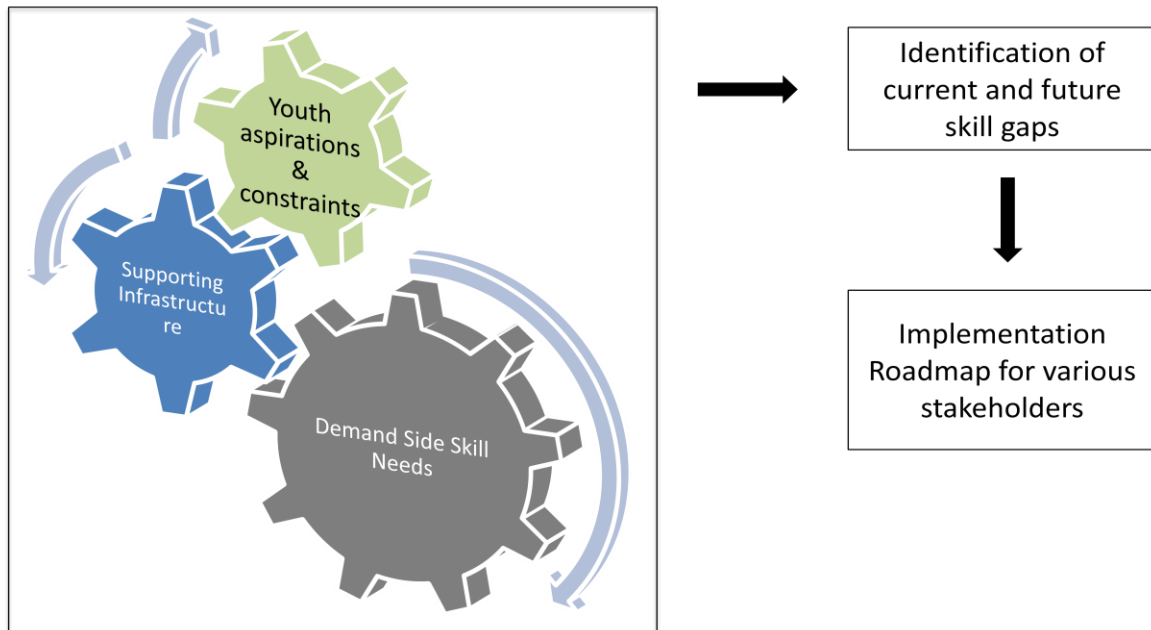 Youth
aspirations
&
constraints
Supporting
Infrastructu
re
Demand Side Skill
Needs
Identification of
current and future
skill gaps
Implementation
Roadmap for various
stakeholders